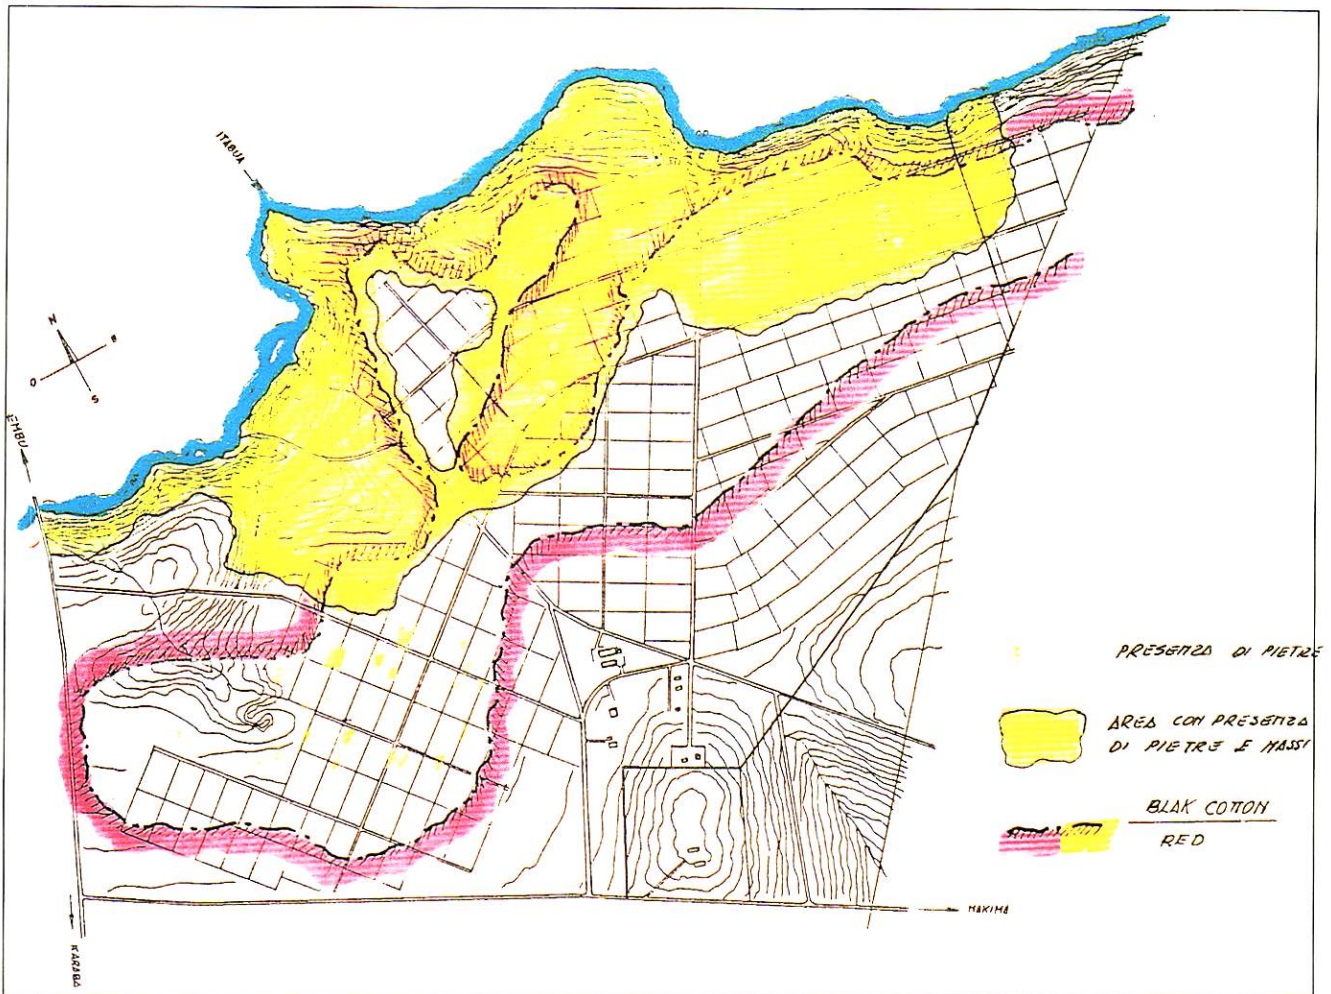 ITABUA
N
E
O
S
EMBU
PRESENZA DI PIETRE
AREA CON PRESENZA
DI PIETRE E MASSI
BLAK COTTON
RED
MAKIMA
KARABA